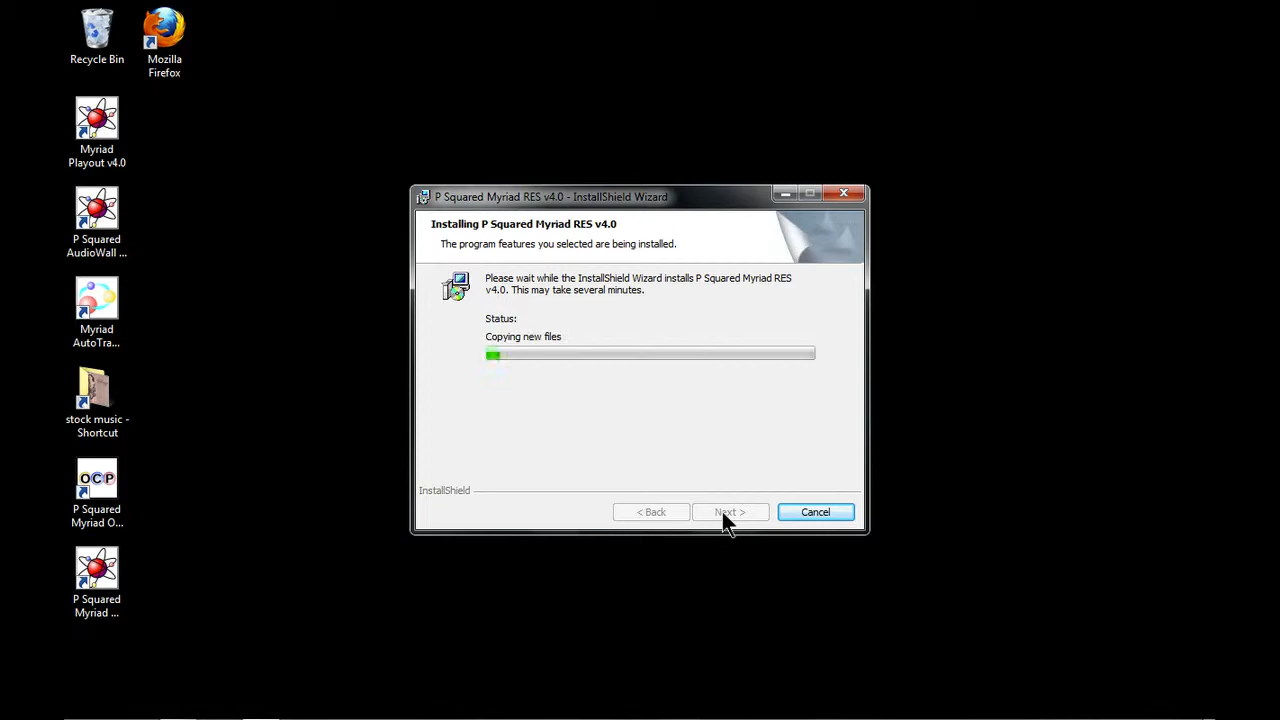 Recycle Bin
Mozilla
Firefox
Myriad
Playout v4.0
P Squared
AudioWall ...
Myriad
AutoTra...
stock music -
Shortcut
OCP
P Squared
Myriad O...
P Squared
Myriad ...
P Squared Myriad RES v4.0 - InstallShield Wizard
Installing P Squared Myriad RES v4.0
The program features you selected are being installed.
Please wait while the InstallShield Wizard installs P Squared Myriad RES
v4.0. This may take several minutes.
Status:
Copying new files
InstallShield
< Back
Next >
Cancel